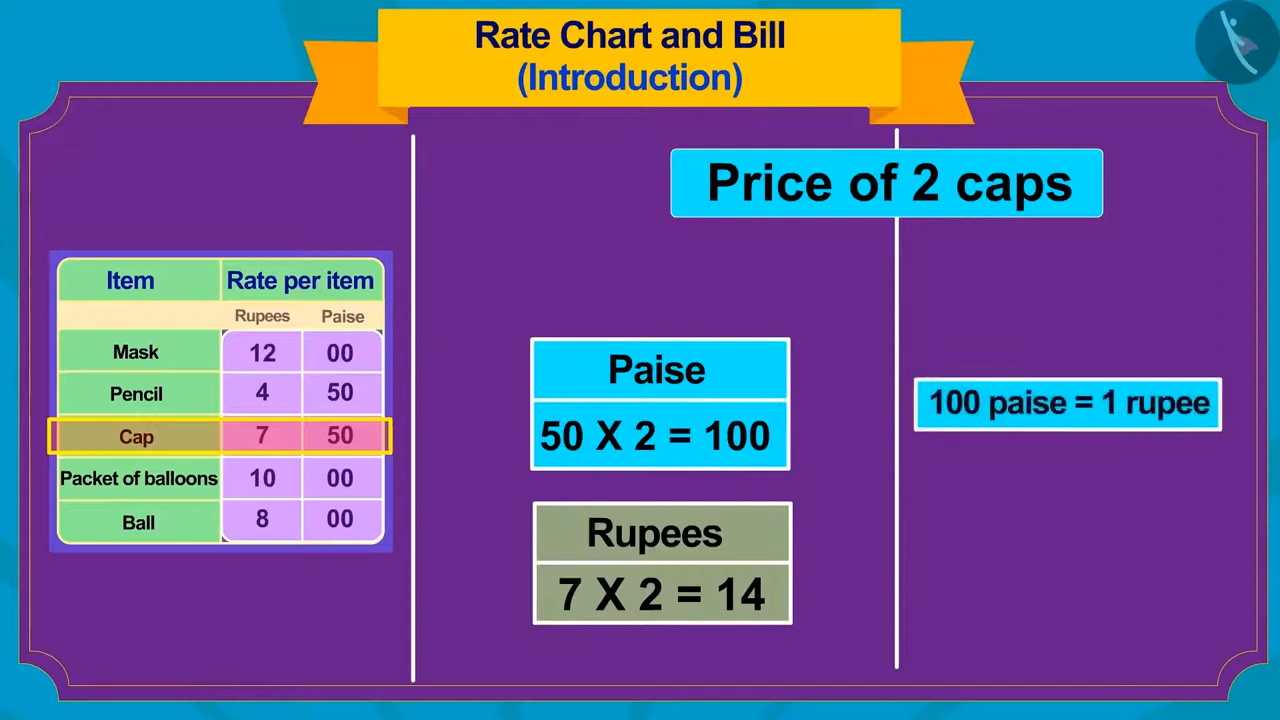 Rate Chart and Bill
(Introduction)
Price of 2 caps
Item Rate per item
Rupees Paise
Mask 12 00
Pencil 4 50
Cap 7 50
Packet of balloons 10 00
Ball 8 00
Paise
50 X 2 = 100
Rupees
7 X 2 = 14
100 paise = 1 rupee